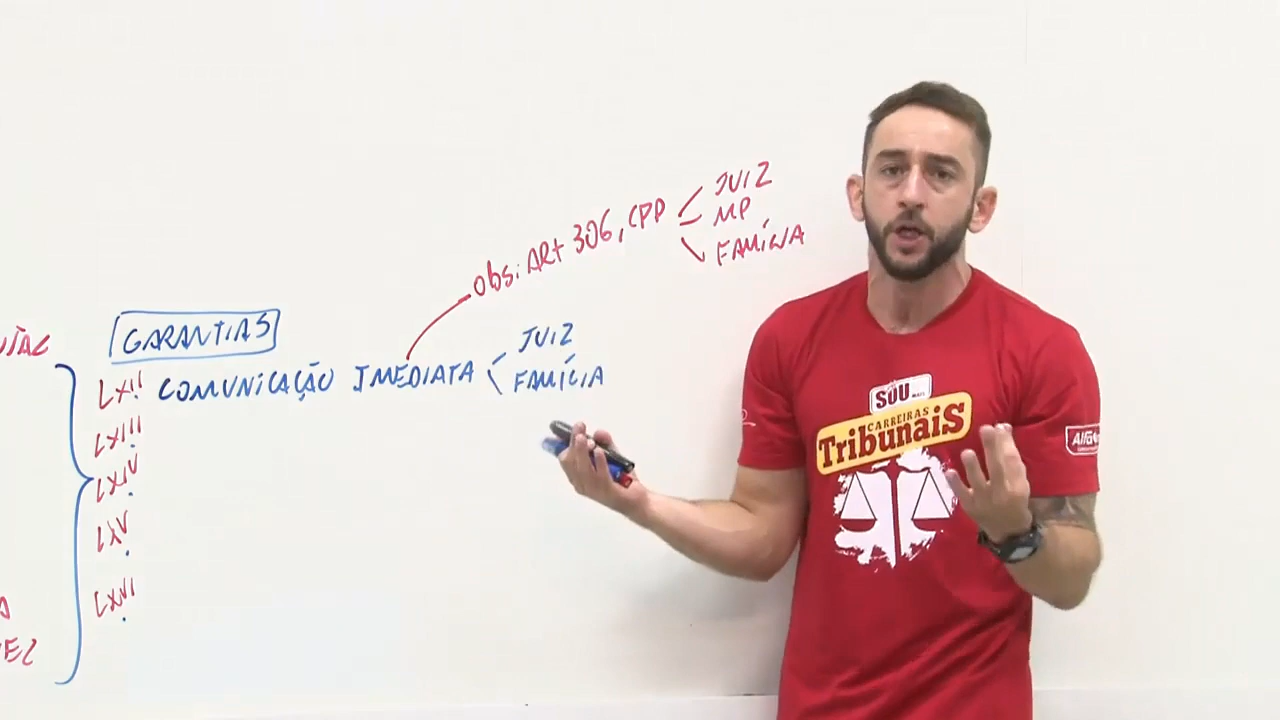 obs: ART 306, CPP
JUIZ
MP
FAMÍLIA
GARANTIAS
LXII COMUNICAÇÃO IMEDIATA
JUIZ
FAMÍCIA
LXIII
LXIV
LXV
LXVI
SOU
CARREIRAS
TribunaiS